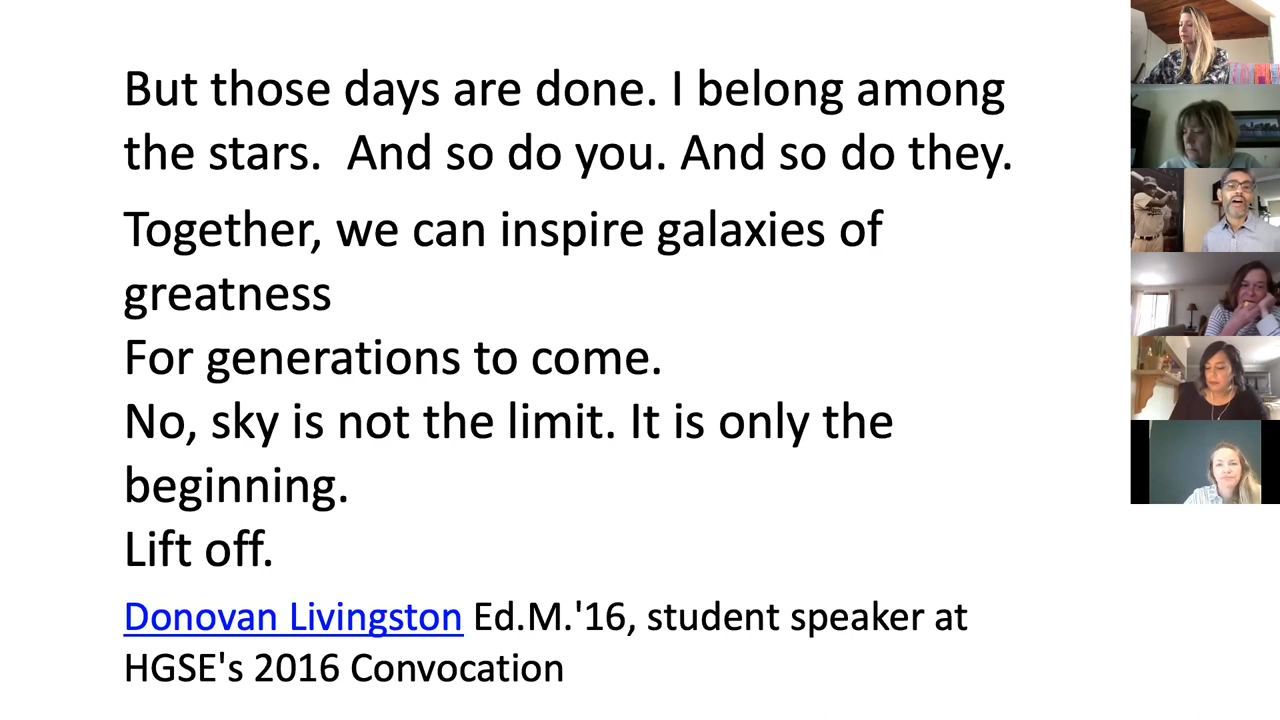 But those days are done. I belong among
the stars.  And so do you. And so do they.
Together, we can inspire galaxies of
greatness
For generations to come.
No, sky is not the limit. It is only the
beginning.
Lift off.
Donovan Livingston Ed.M.'16, student speaker at
HGSE's 2016 Convocation